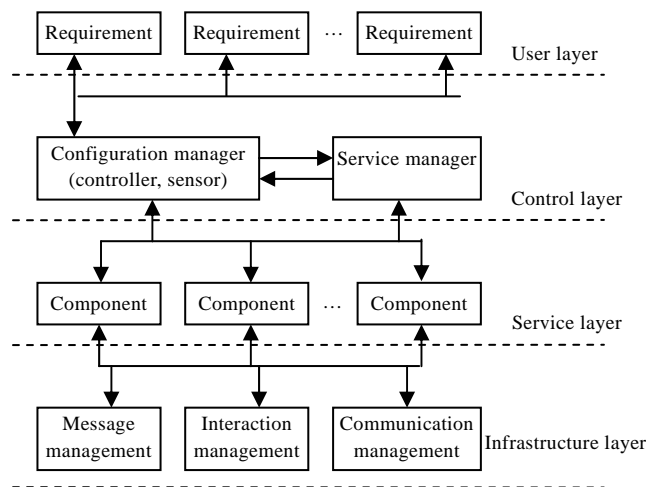 Requirement Requirement ... Requirement
User layer
Configuration manager
(controller, sensor)
Service manager
Control layer
Component Component ... Component
Service layer
Message
management
Interaction
management
Communication
management
Infrastructure layer